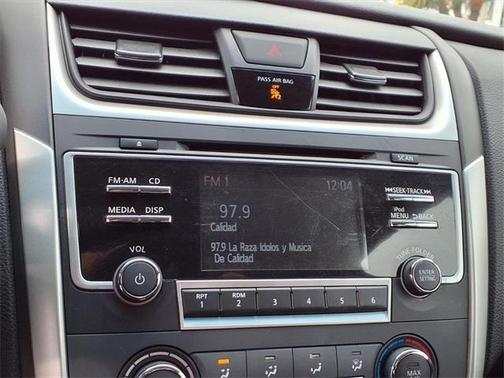 PASS AIR BAG
OFF
SCAN
FM·AM CD
FM 1 12:04
SEEK·TRACK
MEDIA DISP
97.9
Calidad
iPod
MENU BACK
97.9 La Raza Idolos y Musica
De Calidad
VOL
TUNE·FOLDER
ENTER
SETTING
RPT
1
RDM
2
3 4 5 6
MAX